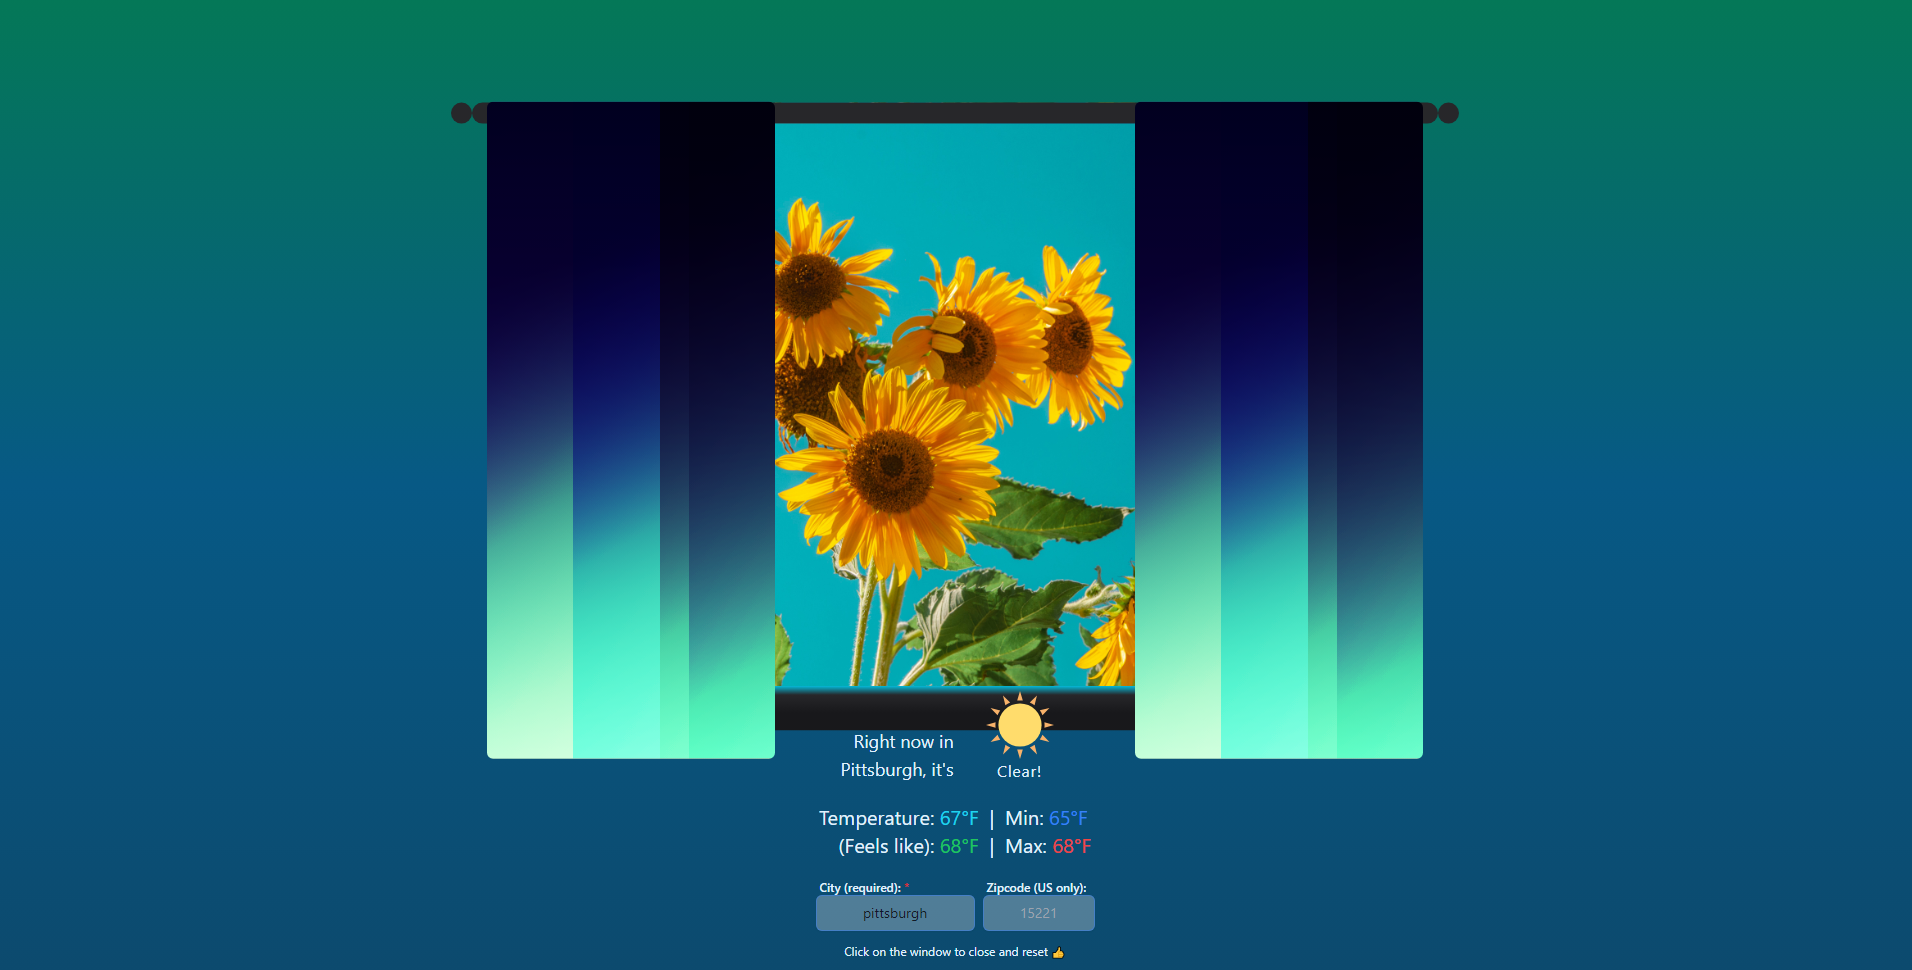 Right now in
Pittsburgh, it's
Clear!
Temperature: 67°F | Min: 65°F
(Feels like): 68°F | Max: 68°F
City (required): * Zipcode (US only):
pittsburgh 15221
Click on the window to close and reset 👍